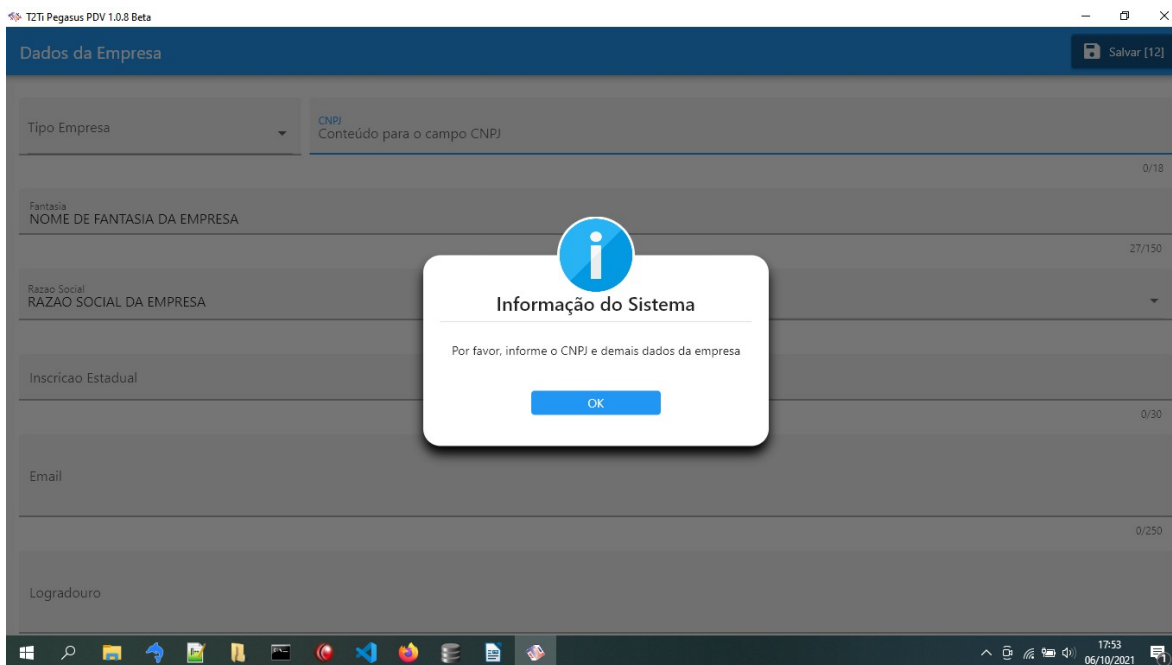 T2Ti Pegasus PDV 1.0.8 Beta
Dados da Empresa
Salvar [12]
Tipo Empresa
CNPJ
Conteúdo para o campo CNPJ
0/18
Fantasia
NOME DE FANTASIA DA EMPRESA
27/150
Razao Social
RAZAO SOCIAL DA EMPRESA
Informação do Sistema
Por favor, informe o CNPJ e demais dados da empresa
OK
Inscricao Estadual
0/30
Email
0/250
Logradouro
17:53
06/10/2021